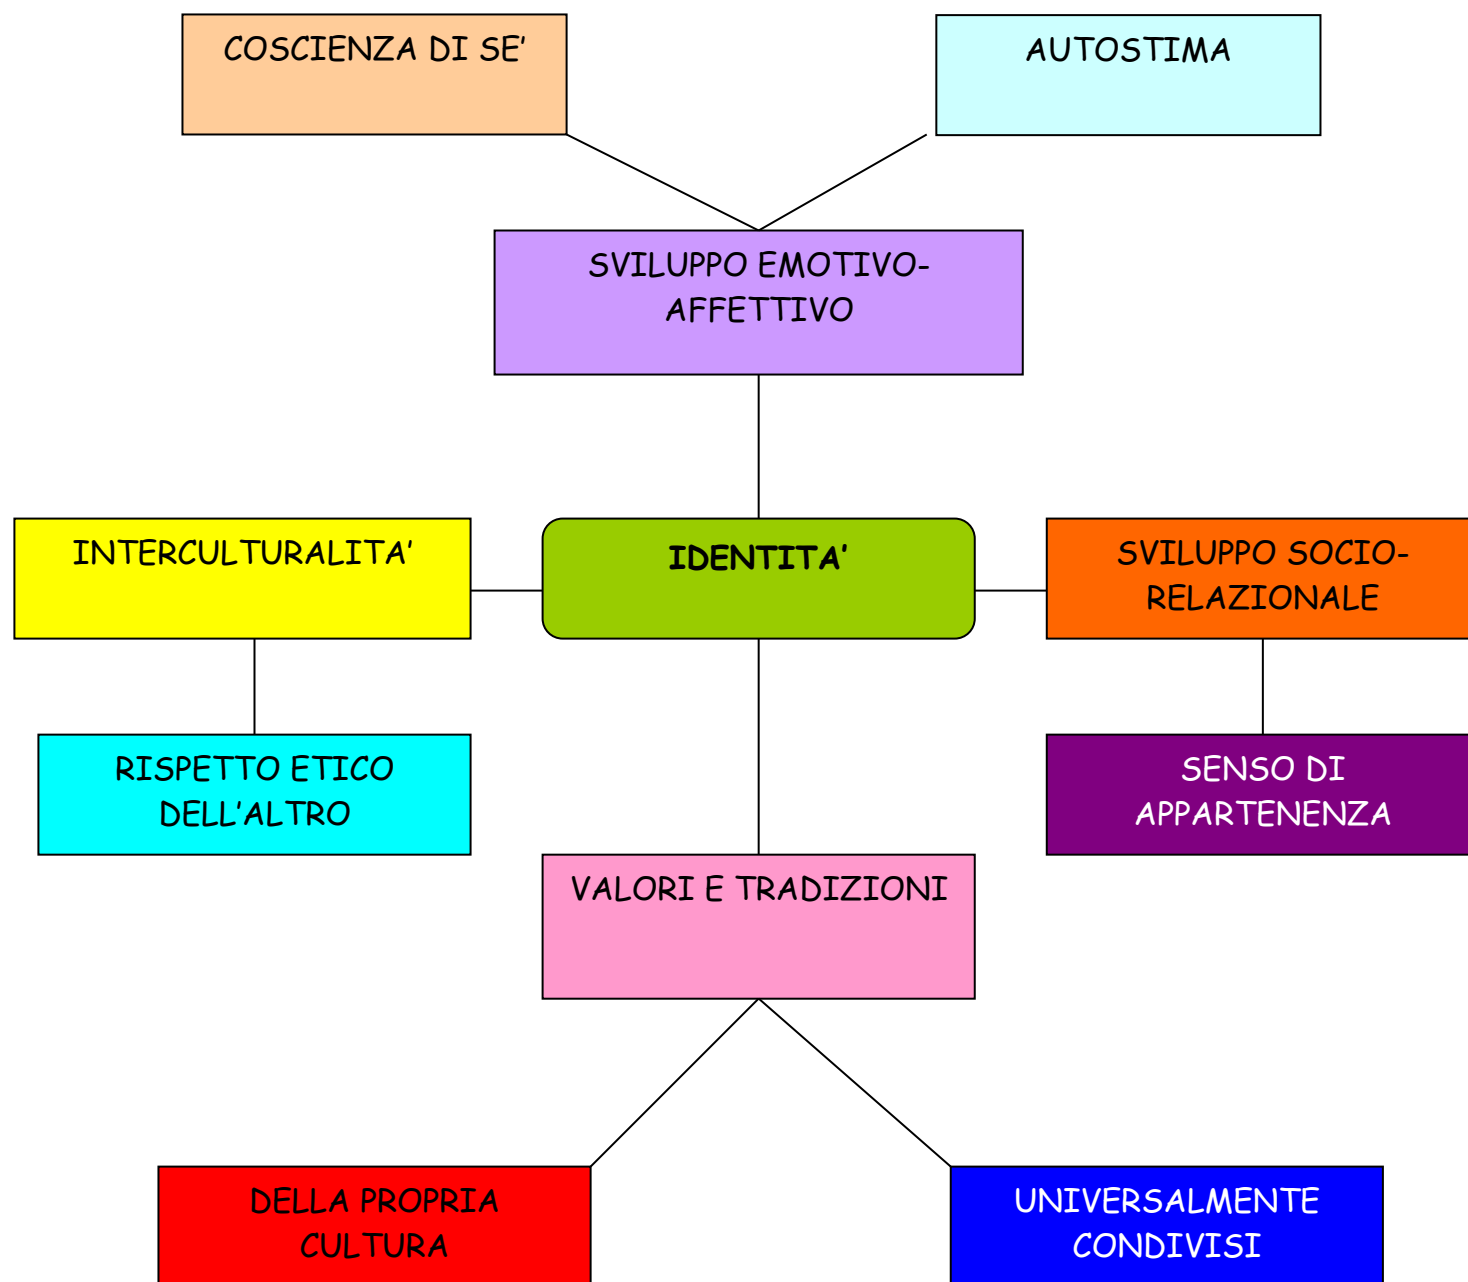 COSCIENZA DI SE’
AUTOSTIMA
SVILUPPO EMOTIVO-
AFFETTIVO
INTERCULTURALITA’
IDENTITA’
SVILUPPO SOCIO-
RELAZIONALE
RISPETTO ETICO
DELL’ALTRO
SENSO DI
APPARTENENZA
VALORI E TRADIZIONI
DELLA PROPRIA
CULTURA
UNIVERSALMENTE
CONDIVISI